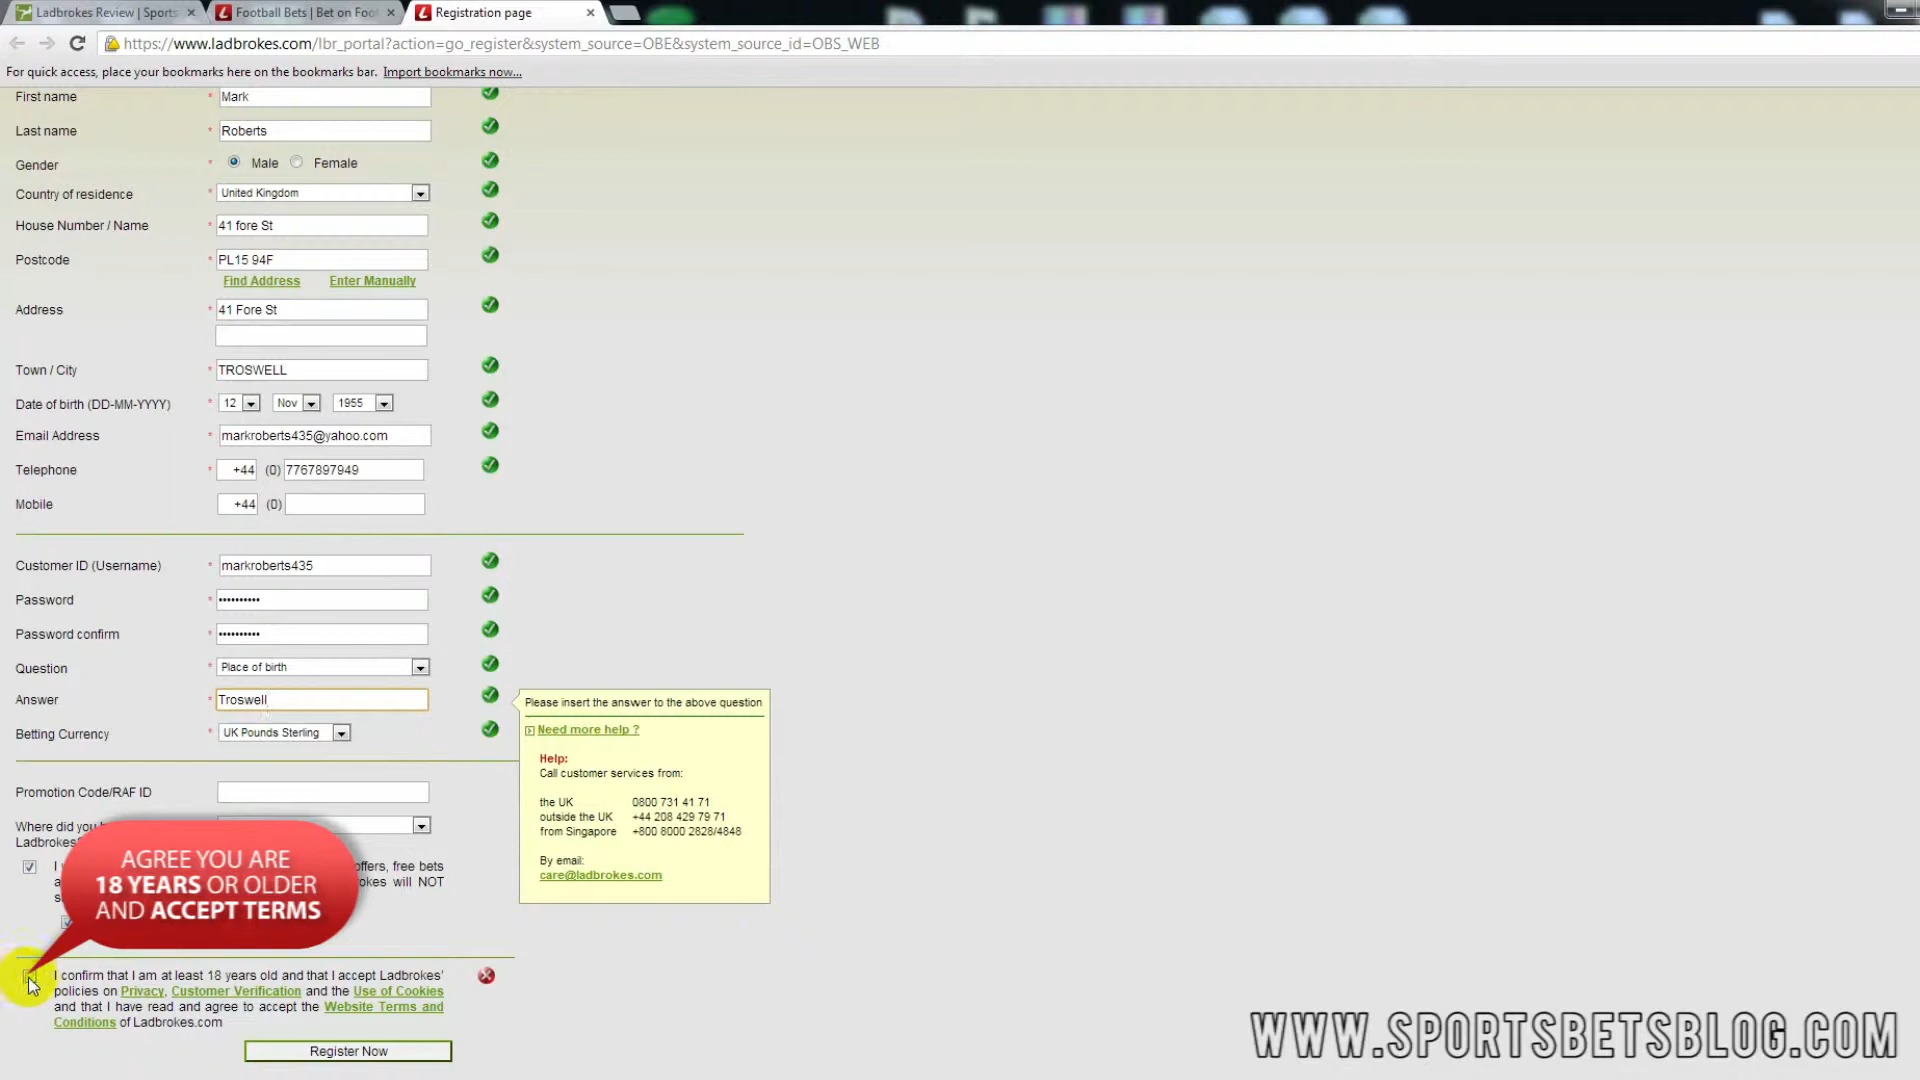 Ladbrokes Review | Sports
Football Bets | Bet on Foot
Registration page
https://www.ladbrokes.com/lbr_portal?action=go_register&system_source=OBE&system_source_id=OBS_WEB
For quick access, place your bookmarks here on the bookmarks bar. Import bookmarks now...
First name * Mark
Last name * Roberts
Gender * Male Female
Country of residence * United Kingdom
House Number / Name * 41 fore St
Postcode * PL15 94F
Find Address Enter Manually
Address * 41 Fore St
Town / City * TROSWELL
Date of birth (DD-MM-YYYY) * 12 Nov 1955
Email Address * markroberts435@yahoo.com
Telephone * +44 (0) 7767897949
Mobile +44 (0)
Customer ID (Username) * markroberts435
Password * ••••••••••
Password confirm * ••••••••••
Question * Place of birth
Answer * Troswell
Betting Currency * UK Pounds Sterling
Please insert the answer to the above question
Need more help ?
Help:
Call customer services from:
the UK 0800 731 41 71
outside the UK +44 208 429 79 71
from Singapore +800 8000 2828/4848
By email:
care@ladbrokes.com
Promotion Code/RAF ID
Where did you
Ladbrokes
I offers, free bets
will NOT
AGREE YOU ARE
18 YEARS OR OLDER
AND ACCEPT TERMS
I confirm that I am at least 18 years old and that I accept Ladbrokes'
policies on Privacy, Customer Verification and the Use of Cookies
and that I have read and agree to accept the Website Terms and
Conditions of Ladbrokes.com
Register Now
WWW.SPORTSBETSBLOG.COM